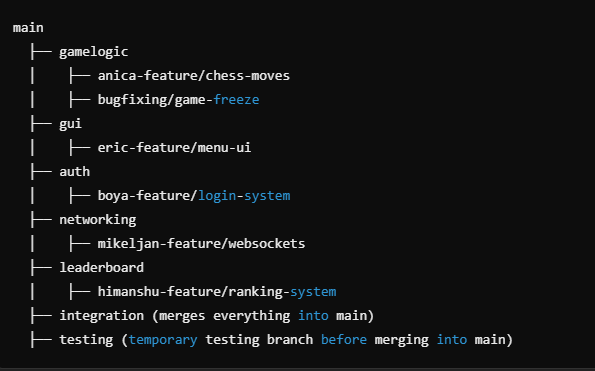 main
├── gamelogic
│   ├── anica-feature/chess-moves
│   ├── bugfixing/game-freeze
├── gui
│   ├── eric-feature/menu-ui
├── auth
│   ├── boya-feature/login-system
├── networking
│   ├── mikeljan-feature/websockets
├── leaderboard
│   ├── himanshu-feature/ranking-system
├── integration (merges everything into main)
├── testing (temporary testing branch before merging into main)